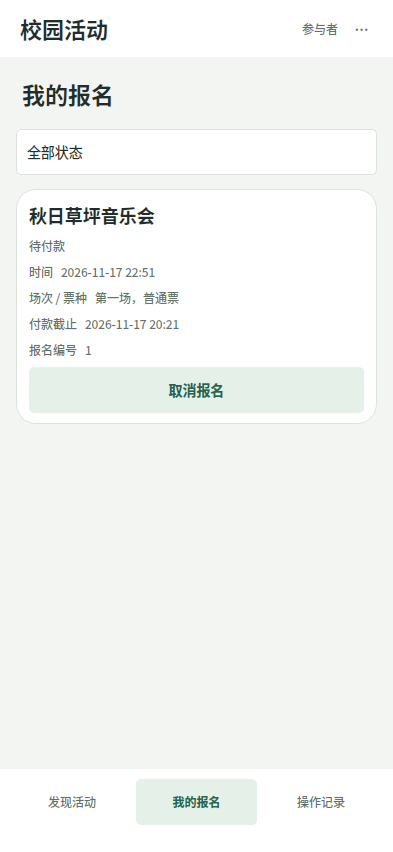 校园活动
参与者 ···
我的报名
全部状态
秋日草坪音乐会
待付款
时间 2026-11-17 22:51
场次 / 票种 第一场，普通票
付款截止 2026-11-17 20:21
报名编号 1
取消报名
发现活动 我的报名 操作记录